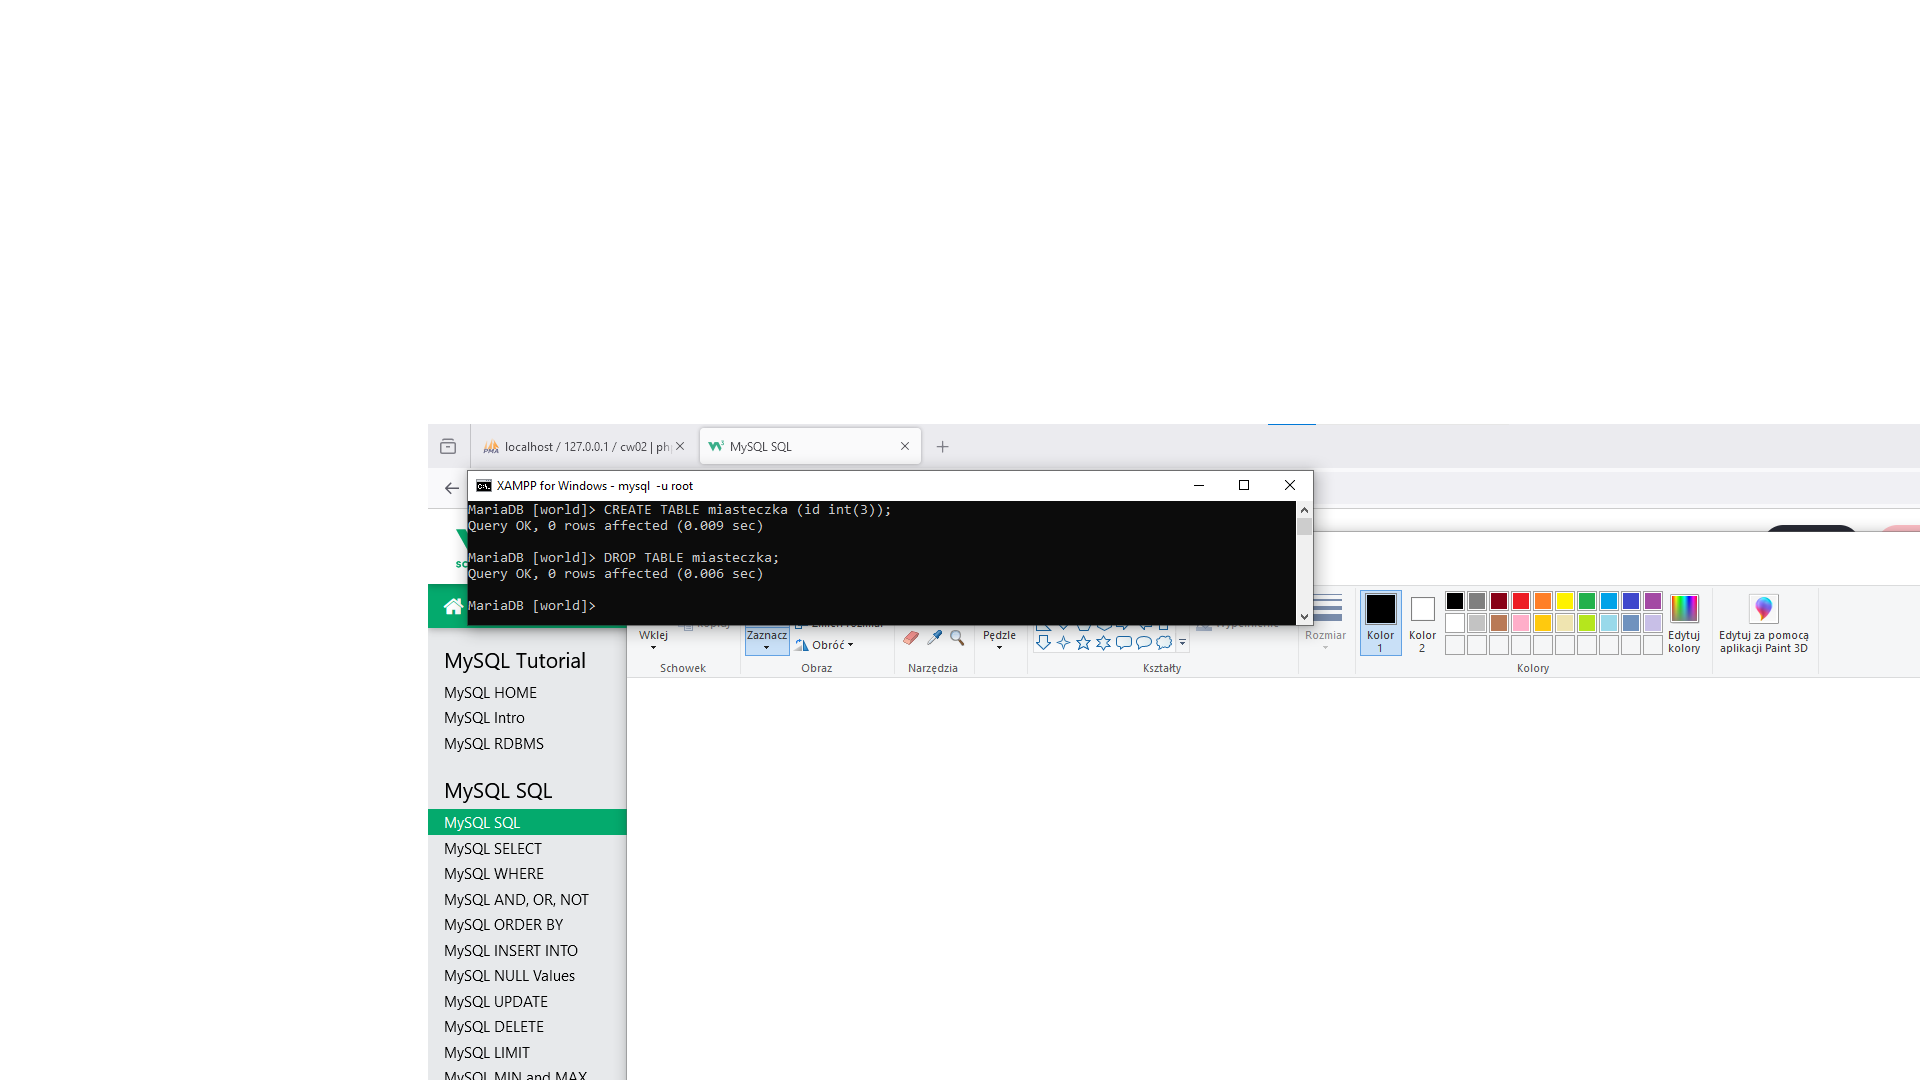 localhost / 127.0.0.1 / cw02 | ph
MySQL SQL
XAMPP for Windows - mysql  -u root
MariaDB [world]> CREATE TABLE miasteczka (id int(3));
Query OK, 0 rows affected (0.009 sec)
MariaDB [world]> DROP TABLE miasteczka;
Query OK, 0 rows affected (0.006 sec)
MariaDB [world]>
Wklej
Zaznacz
Obróć
Pędzle
Rozmiar
Kolor
1
Kolor
2
Edytuj
kolory
Edytuj za pomocą
aplikacji Paint 3D
Schowek
Obraz
Narzędzia
Kształty
Kolory
MySQL Tutorial
MySQL HOME
MySQL Intro
MySQL RDBMS
MySQL SQL
MySQL SQL
MySQL SELECT
MySQL WHERE
MySQL AND, OR, NOT
MySQL ORDER BY
MySQL INSERT INTO
MySQL NULL Values
MySQL UPDATE
MySQL DELETE
MySQL LIMIT
MySQL MIN and MAX